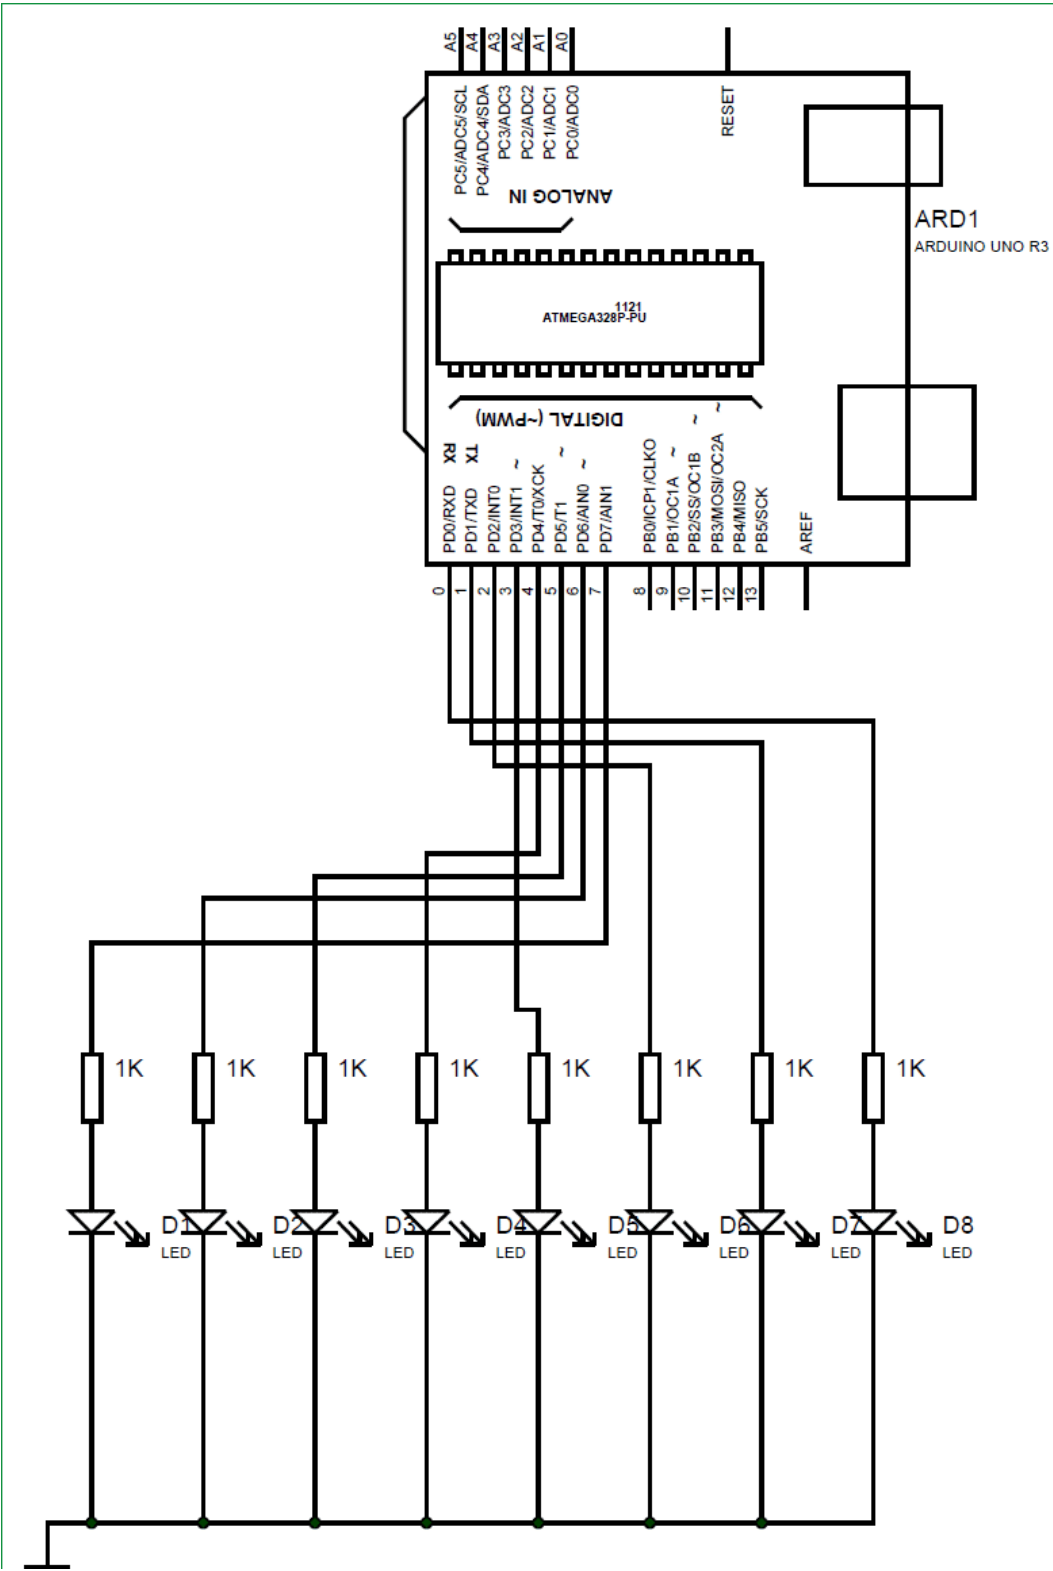 A5 A4 A3 A2 A1 A0
PC5/ADC5/SCL
PC4/ADC4/SDA
PC3/ADC3
PC2/ADC2
PC1/ADC1
PC0/ADC0
RESET
ANALOG IN
ARD1
ARDUINO UNO R3
1121
ATMEGA328P-PU
DIGITAL (~PWM)
RX
TX
PD0/RXD
PD1/TXD
PD2/INT0
PD3/INT1 ~
PD4/T0/XCK
PD5/T1 ~
PD6/AIN0 ~
PD7/AIN1
PB0/ICP1/CLKO
PB1/OC1A ~
PB2/SS/OC1B ~
PB3/MOSI/OC2A ~
PB4/MISO
PB5/SCK
AREF
0 1 2 3 4 5 6 7 8 9 10 11 12 13
1K 1K 1K 1K 1K 1K 1K 1K
D1 D2 D3 D4 D5 D6 D7 D8
LED LED LED LED LED LED LED LED